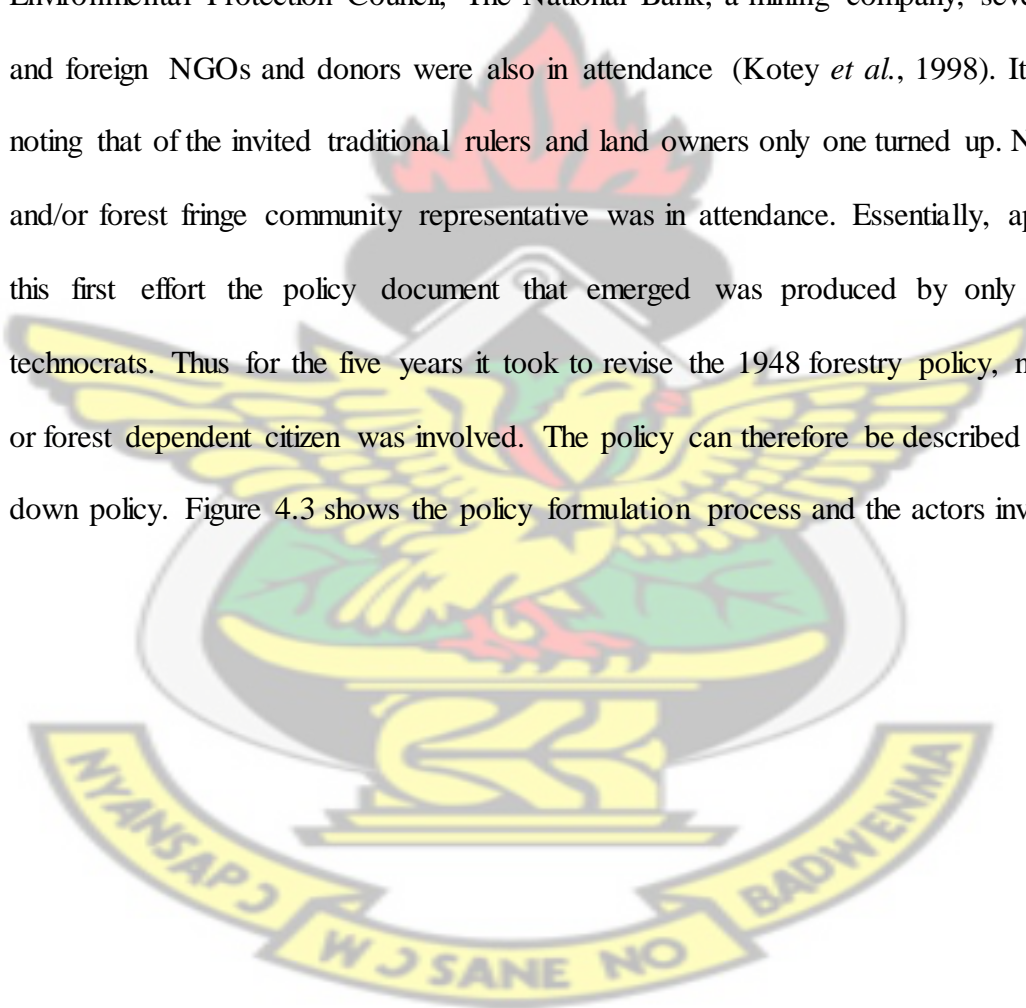 Environmental Protection Council, The National Bank, a mining company, seve
and foreign NGOs and donors were also in attendance (Kotey et al., 1998). It
noting that of the invited traditional rulers and land owners only one turned up. N
and/or forest fringe community representative was in attendance. Essentially, ap
this first effort the policy document that emerged was produced by only
technocrats. Thus for the five years it took to revise the 1948 forestry policy, n
or forest dependent citizen was involved. The policy can therefore be described
down policy. Figure 4.3 shows the policy formulation process and the actors inv
NYANSAPƆ
WƆSANE NO
BADWENMA